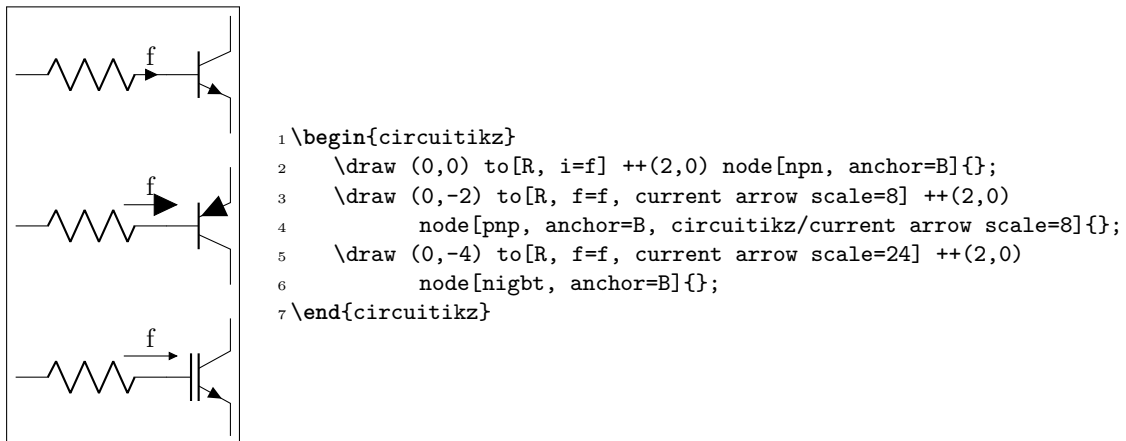 f
f
f
1 \begin{circuitikz}
2     \draw (0,0) to[R, i=f] ++(2,0) node[npn, anchor=B]{};
3     \draw (0,-2) to[R, f=f, current arrow scale=8] ++(2,0)
4           node[pnp, anchor=B, circuitikz/current arrow scale=8]{};
5     \draw (0,-4) to[R, f=f, current arrow scale=24] ++(2,0)
6           node[nigbt, anchor=B]{};
7 \end{circuitikz}